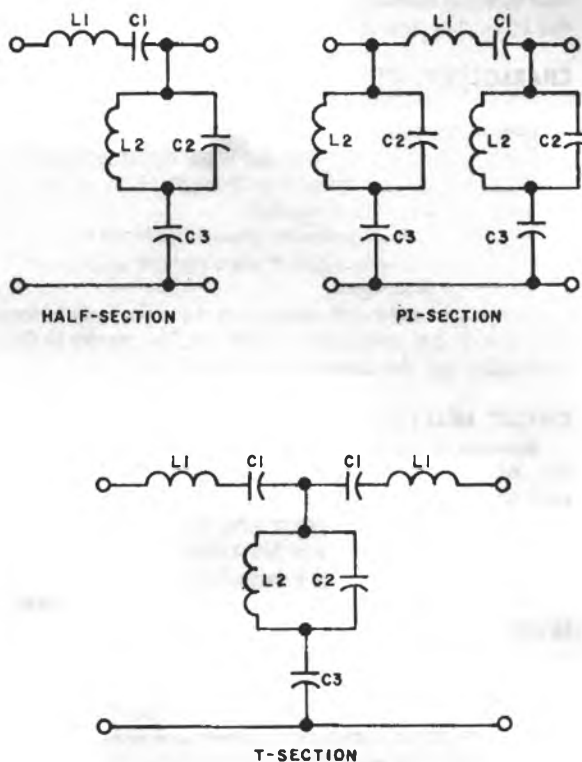 L1
C1
L2
C2
C3
HALF-SECTION
L1
C1
L2
C2
L2
C2
C3
C3
PI-SECTION
L1
C1
C1
L1
L2
C2
C3
T-SECTION